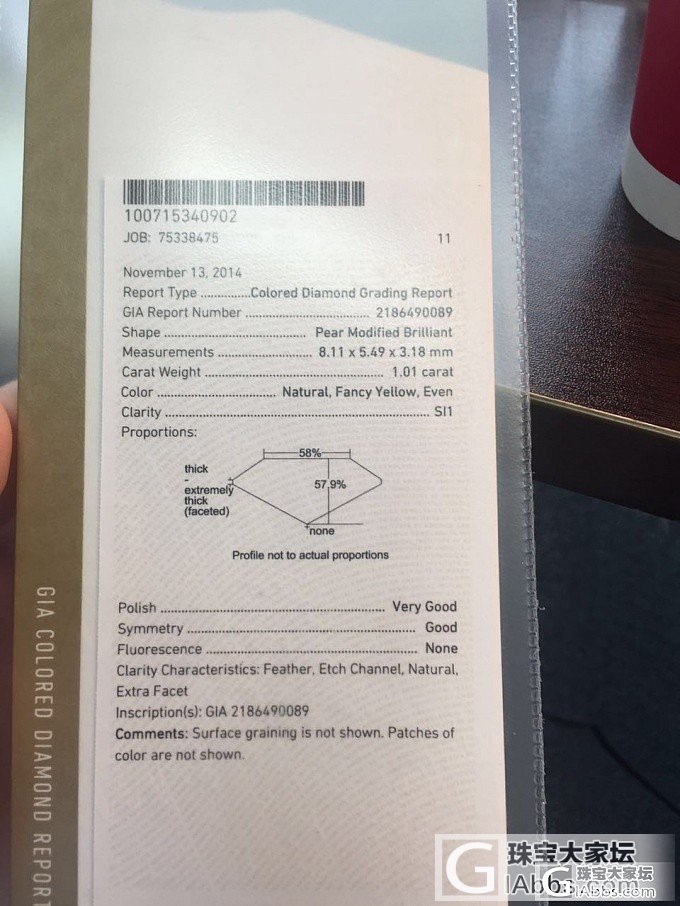 100715340902
JOB: 75338475 11
November 13, 2014
Report Type ..............Colored Diamond Grading Report
GIA Report Number ................................. 2186490089
Shape ...................................... Pear Modified Brilliant
Measurements ......................... 8.11 x 5.49 x 3.18 mm
Carat Weight ................................................ 1.01 carat
Color ................................ Natural, Fancy Yellow, Even
Clarity ...................................................................... SI1
Proportions:
58%
thick
-
extremely
thick
(faceted)
57.9%
none
Profile not to actual proportions
Polish ...................................................... Very Good
Symmetry ....................................................... Good
Fluorescence ................................................. None
Clarity Characteristics: Feather, Etch Channel, Natural,
Extra Facet
Inscription(s): GIA 2186490089
Comments: Surface graining is not shown. Patches of
color are not shown.
GIA COLORED DIAMOND REPORT
珠宝大家坛
GIAbbs.com
珠宝大家坛
GIAbbs.com